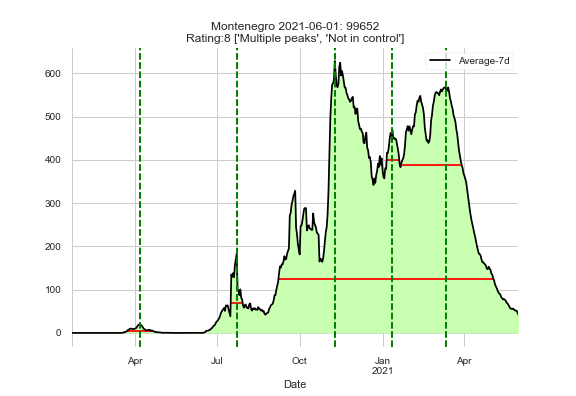 Montenegro 2021-06-01: 99652
Rating:8 ['Multiple peaks', 'Not in control']
Average-7d
600
500
400
300
200
100
0
Apr
Jul
Oct
Jan
2021
Apr
Date